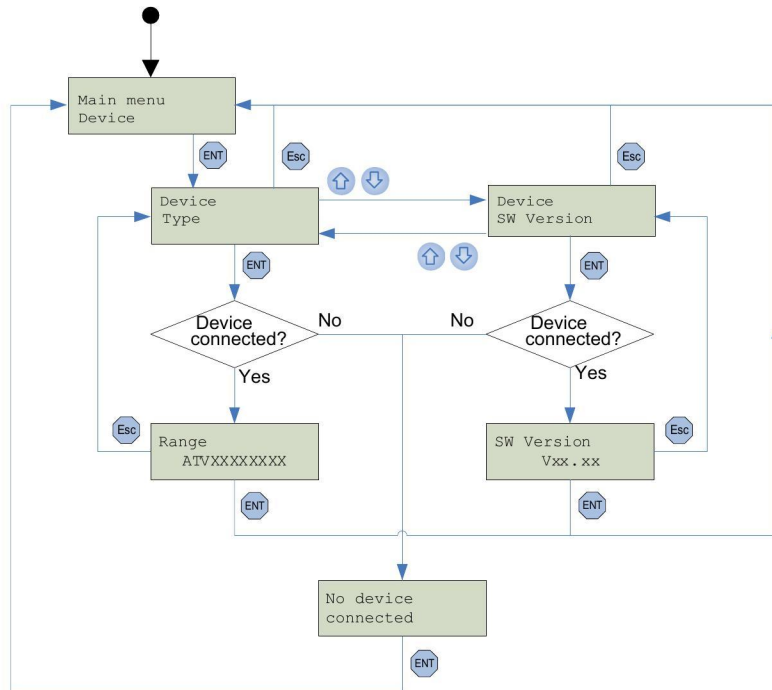 Main menu
Device
ENT
Esc
Esc
Device
Type
Device
SW Version
ENT
ENT
Device
connected?
No
No
Device
connected?
Yes
Yes
Esc
Range
ATVXXXXXXXX
SW Version
Vxx.xx
Esc
ENT
ENT
No device
connected
ENT